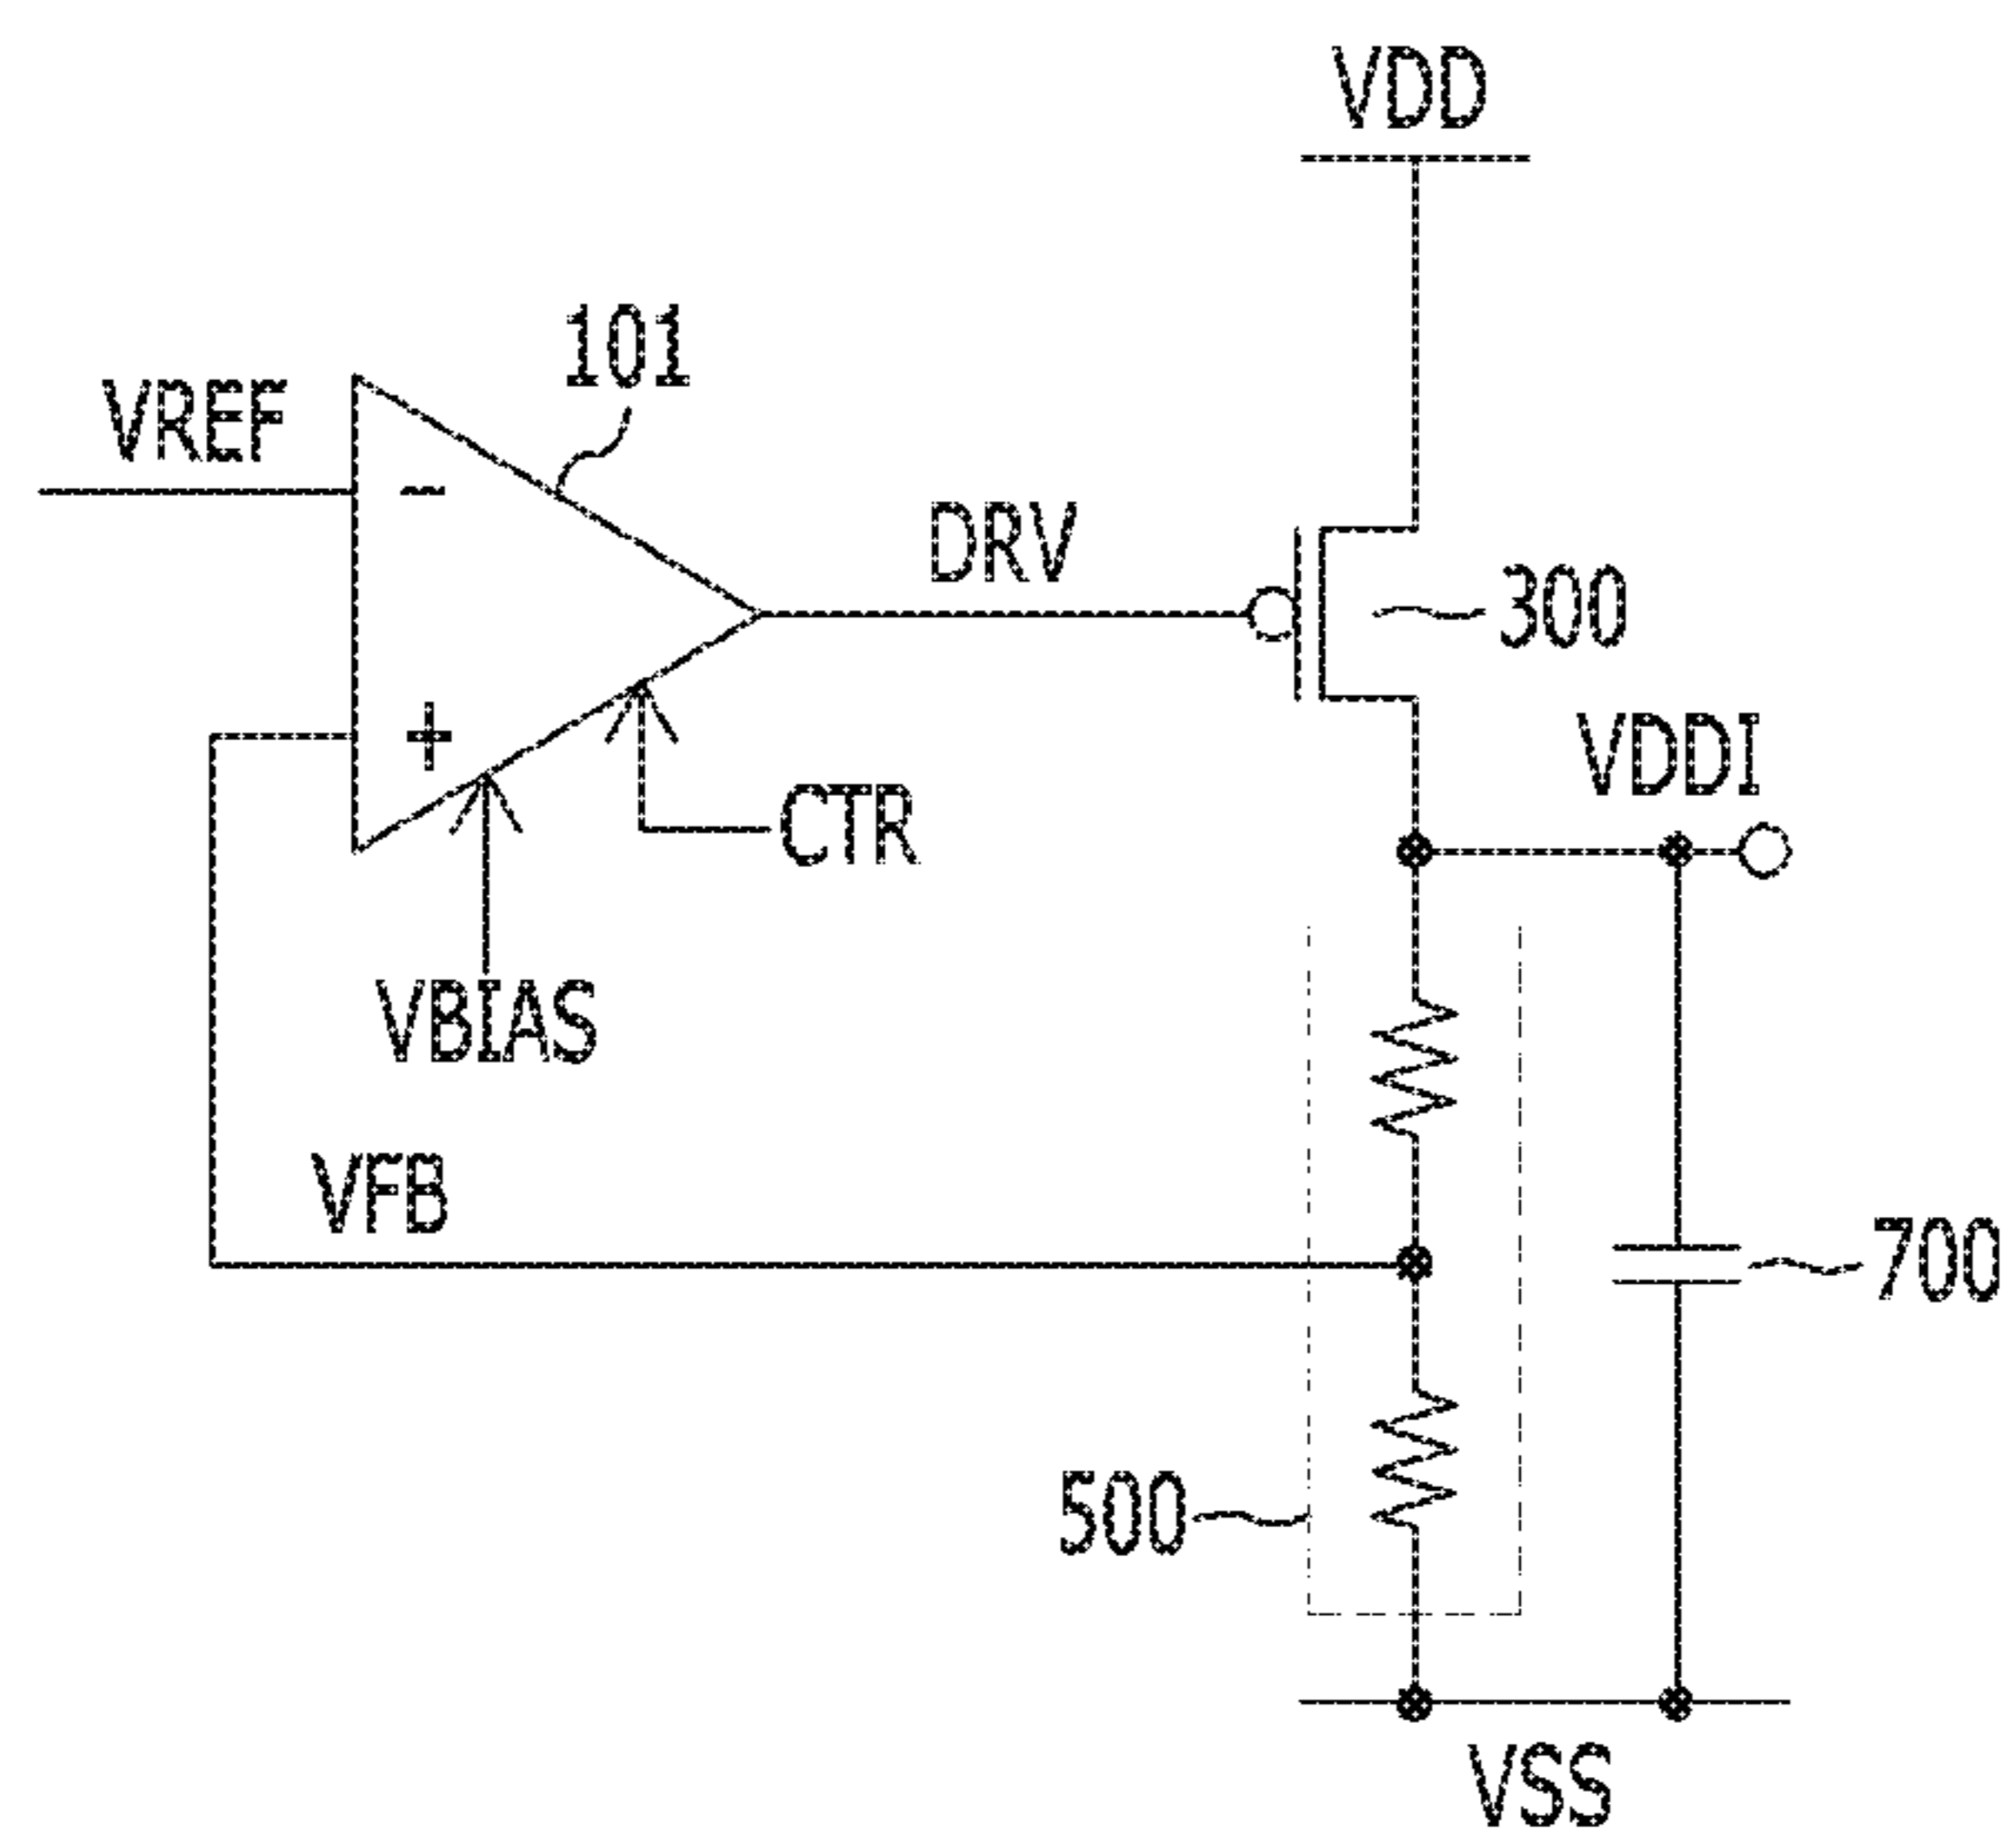 VDD
101
VREF
-
DRV
300
+
VDDI
CTR
VBIAS
VFB
700
500
VSS